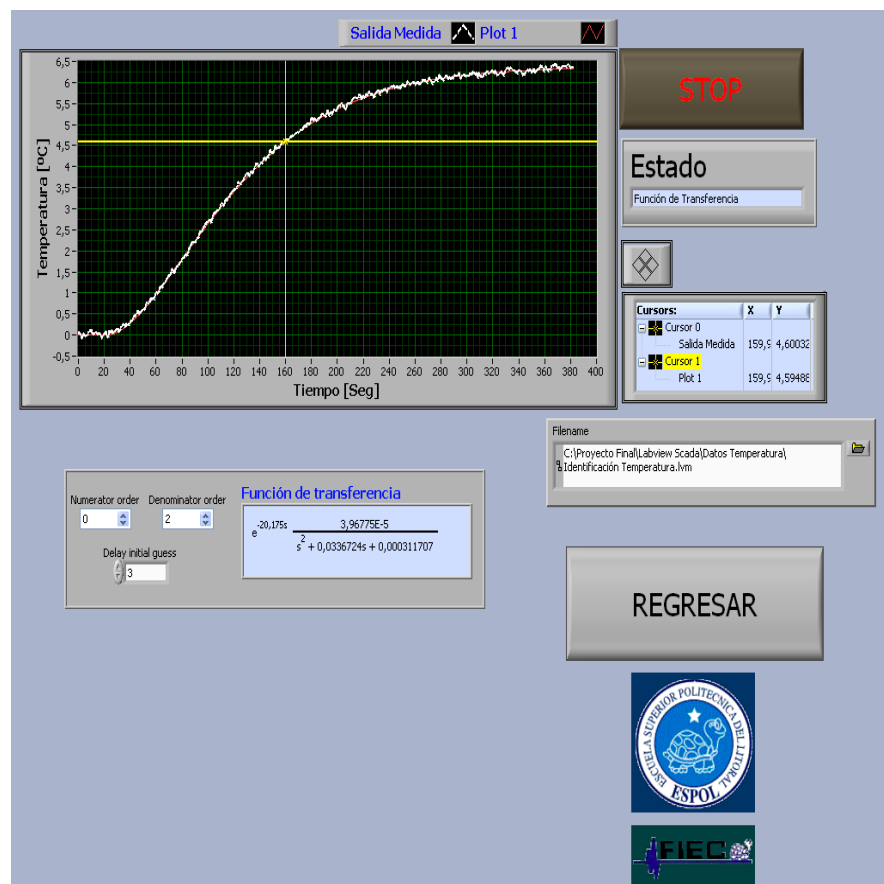 Salida Medida Plot 1
STOP
Temperatura [ºC]
6,5
6
5,5
5
4,5
4
3,5
3
2,5
2
1,5
1
0,5
0
-0,5
0 20 40 60 80 100 120 140 160 180 200 220 240 260 280 300 320 340 360 380 400
Tiempo [Seg]
Estado
Función de Transferencia
Cursors: X Y
Cursor 0
Salida Medida 159,9 4,60032
Cursor 1
Plot 1 159,9 4,59488
Filename
C:\Proyecto Final\Labview Scada\Datos Temperatura\
Identificación Temperatura.lvm
Numerator order Denominator order Función de transferencia
0 2
Delay initial guess
3
e -20,175s 3,96775E-5
s2 + 0,0336724s + 0,000311707
REGRESAR
ESCUELA SUPERIOR POLITECNICA DEL LITORAL
ESPOL
FIEC